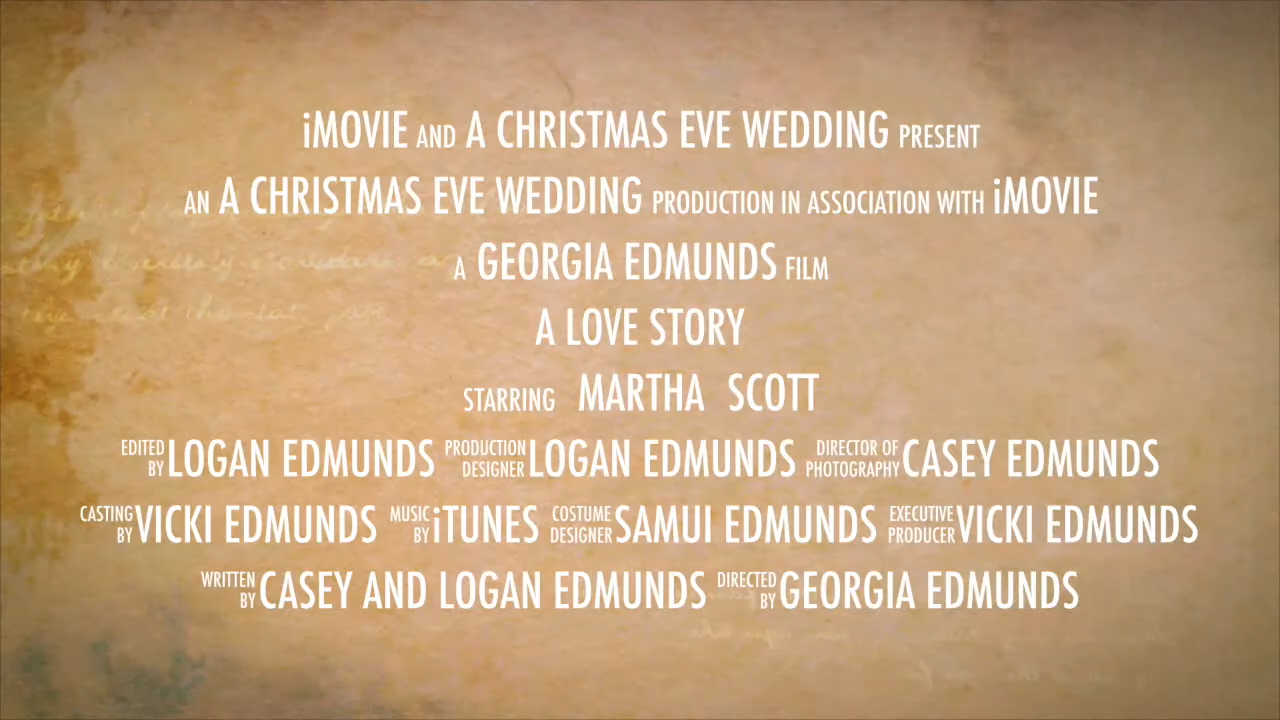 iMOVIE AND A CHRISTMAS EVE WEDDING PRESENT
AN A CHRISTMAS EVE WEDDING PRODUCTION IN ASSOCIATION WITH iMOVIE
A GEORGIA EDMUNDS FILM
A LOVE STORY
STARRING MARTHA SCOTT
EDITED BY LOGAN EDMUNDS PRODUCTION DESIGNER LOGAN EDMUNDS DIRECTOR OF PHOTOGRAPHY CASEY EDMUNDS
CASTING BY VICKI EDMUNDS MUSIC BY iTUNES COSTUME DESIGNER SAMUI EDMUNDS EXECUTIVE PRODUCER VICKI EDMUNDS
WRITTEN BY CASEY AND LOGAN EDMUNDS DIRECTED BY GEORGIA EDMUNDS